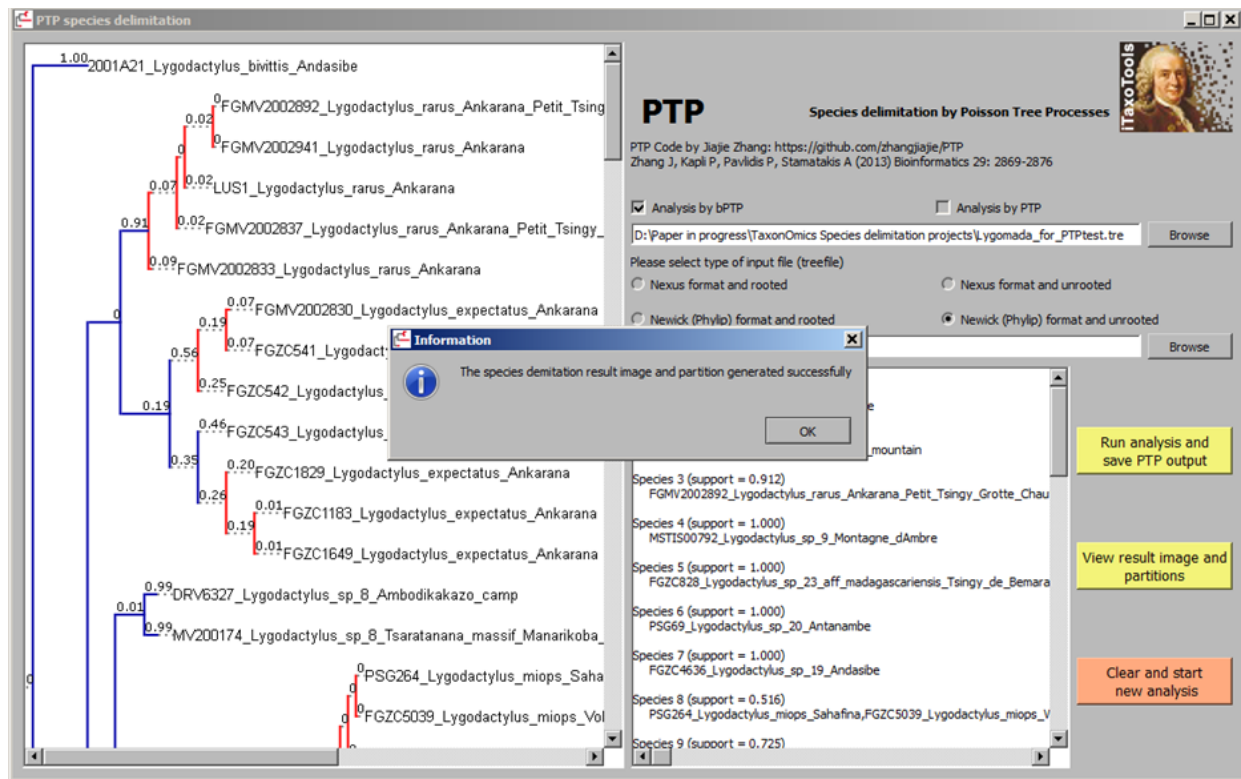 PTP species delimitation
1.00
2001A21_Lygodactylus_bivittis_Andasibe
0
FGMV2002892_Lygodactylus_rarus_Ankarana_Petit_Tsing
0.02
0
FGMV2002941_Lygodactylus_rarus_Ankarana
0
0.02
LUS1_Lygodactylus_rarus_Ankarana
0.07
0.02
FGMV2002837_Lygodactylus_rarus_Ankarana_Petit_Tsingy_
0.91
0.09
FGMV2002833_Lygodactylus_rarus_Ankarana
0
0.07
FGMV2002830_Lygodactylus_expectatus_Ankarana
0.19
0.07
FGZC541_Lygodact
0.56
0.25
FGZC542_Lygodactylus_
0.19
0.46
FGZC543_Lygodactylus_
0.35
0.20
FGZC1829_Lygodactylus_expectatus_Ankarana
0.26
0.01
FGZC1183_Lygodactylus_expectatus_Ankarana
0.19
0.01
FGZC1649_Lygodactylus_expectatus_Ankarana
0.99
DRV6327_Lygodactylus_sp_8_Ambodikakazo_camp
0.01
0.99
MV200174_Lygodactylus_sp_8_Tsaratanana_massif_Manarikoba_
0
PSG264_Lygodactylus_miops_Saha
0
0
FGZC5039_Lygodactylus_miops_Vol
0
PTP
Species delimitation by Poisson Tree Processes
iTaxoTools
PTP Code by Jiajie Zhang: https://github.com/zhangjiajie/PTP
Zhang J, Kapli P, Pavlidis P, Stamatakis A (2013) Bioinformatics 29: 2869-2876
Analysis by bPTP
Analysis by PTP
D:\Paper in progress\TaxonOmics Species delimitation projects\Lygomada_for_PTPtest.tre
Browse
Please select type of input file (treefile)
Nexus format and rooted
Nexus format and unrooted
Newick (Phylip) format and rooted
Newick (Phylip) format and unrooted
Browse
Information
The species demitation result image and partition generated successfully
OK
_mountain
Species 3 (support = 0.912)
FGMV2002892_Lygodactylus_rarus_Ankarana_Petit_Tsingy_Grotte_Chau
Species 4 (support = 1.000)
MSTIS00792_Lygodactylus_sp_9_Montagne_dAmbre
Species 5 (support = 1.000)
FGZC828_Lygodactylus_sp_23_aff_madagascariensis_Tsingy_de_Bemara
Species 6 (support = 1.000)
PSG69_Lygodactylus_sp_20_Antanambe
Species 7 (support = 1.000)
FGZC4636_Lygodactylus_sp_19_Andasibe
Species 8 (support = 0.516)
PSG264_Lygodactylus_miops_Sahafina,FGZC5039_Lygodactylus_miops_V
Species 9 (support = 0.725)
Run analysis and
save PTP output
View result image and
partitions
Clear and start
new analysis